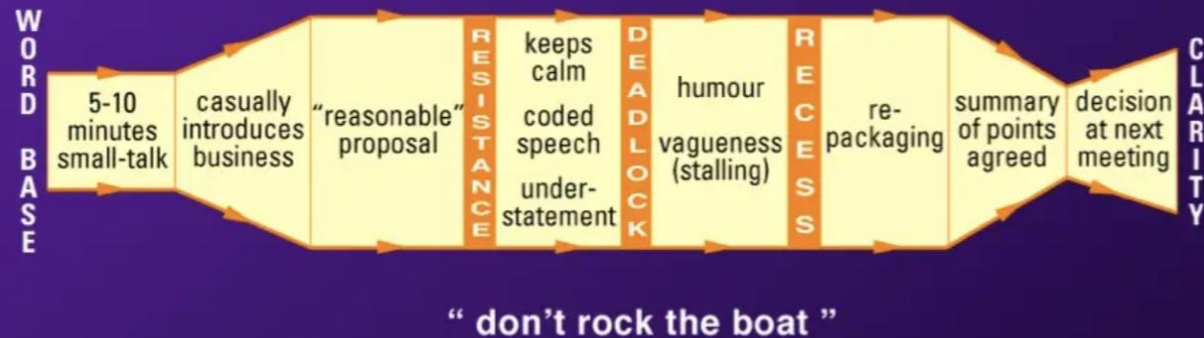 WORD BASE
5-10
minutes
small-talk
casually
introduces
business
“reasonable”
proposal
RESISTANCE
keeps
calm
coded
speech
under-
statement
DEADLOCK
humour
vagueness
(stalling)
RECESS
re-
packaging
summary
of points
agreed
decision
at next
meeting
CLARITY
“ don’t rock the boat ”